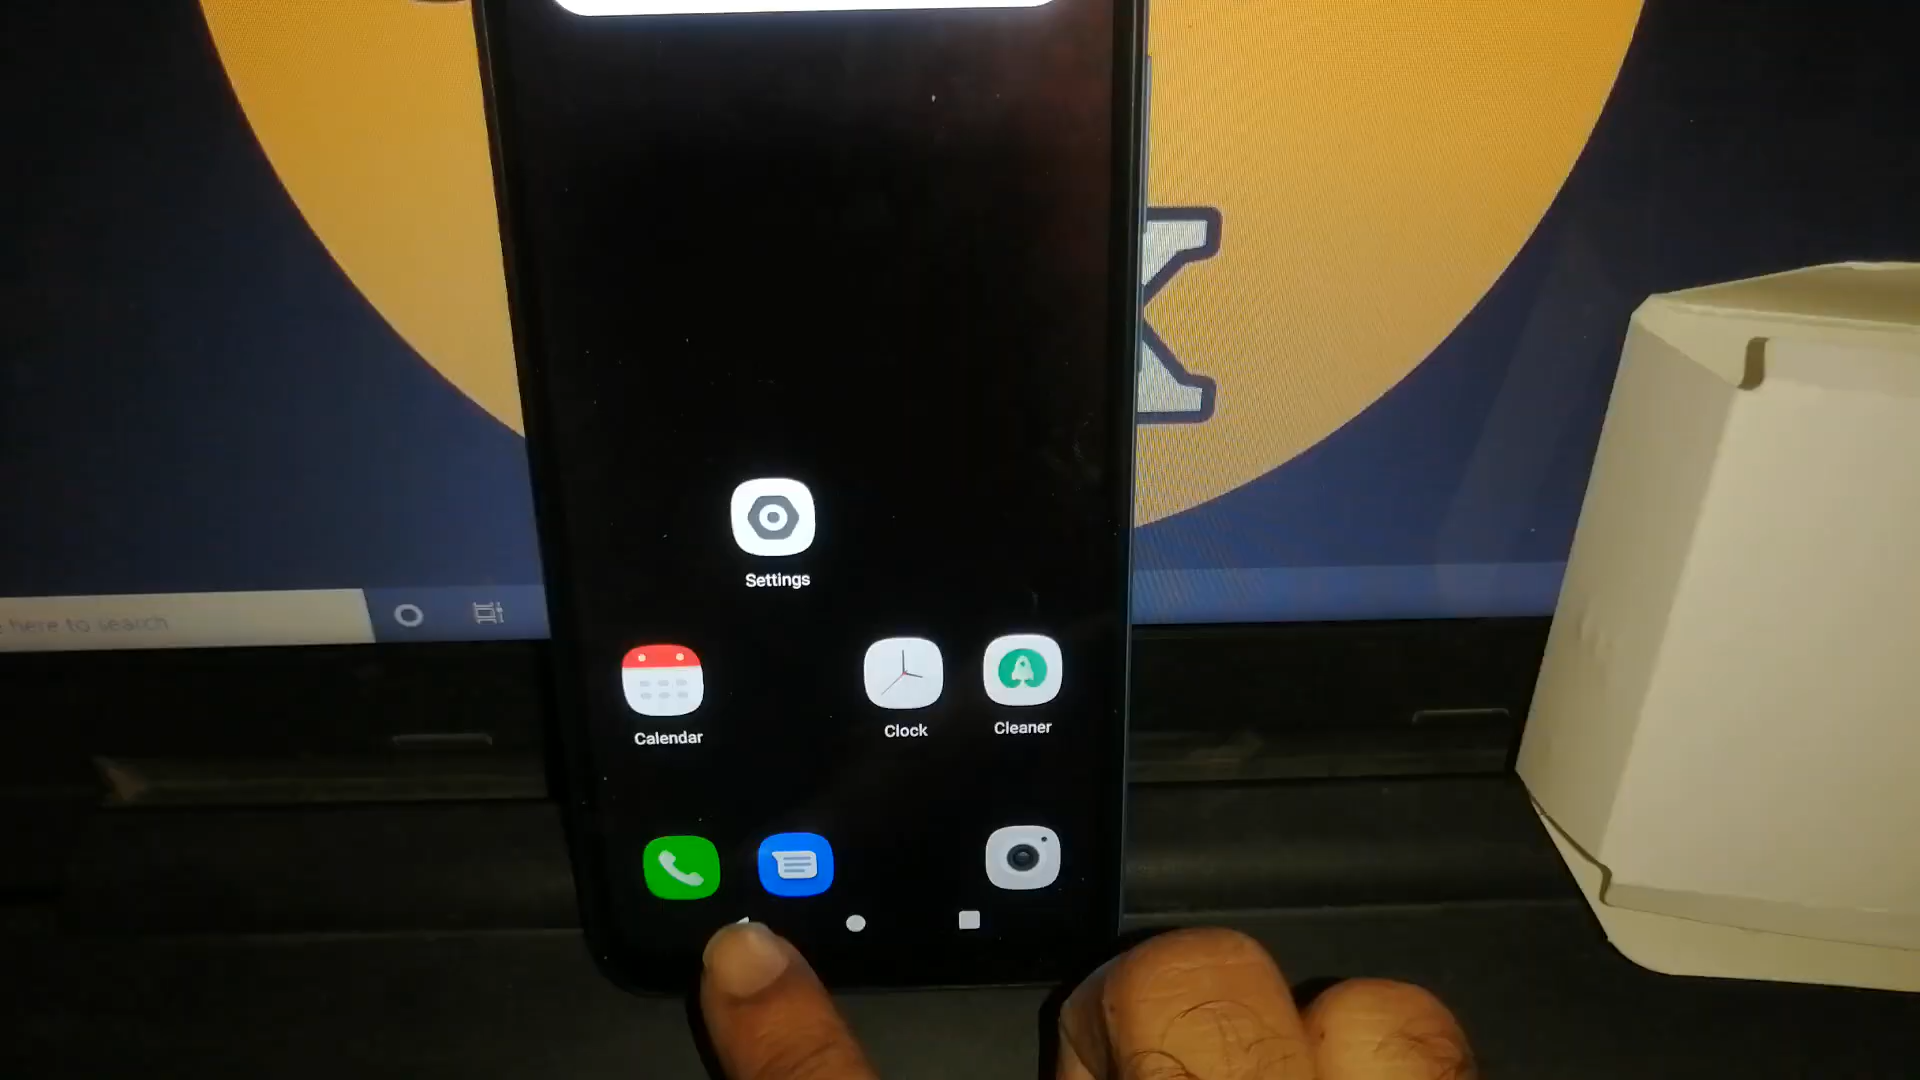 K
Settings
here to search
Calendar
Clock
Cleaner